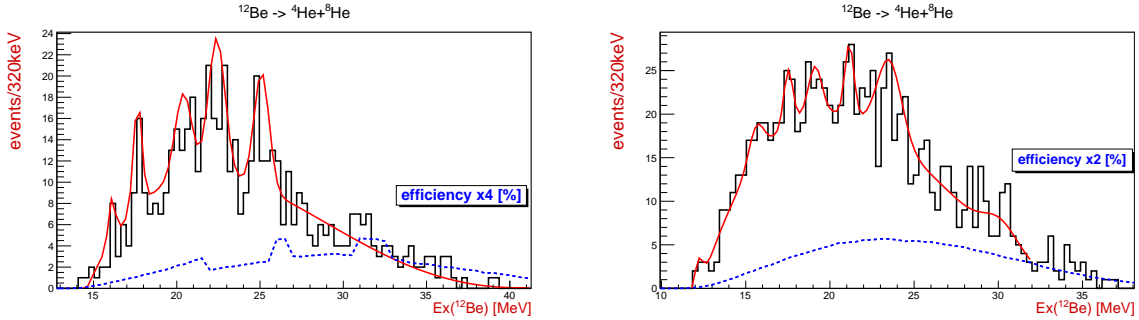 ¹²Be -> ⁴He+⁸He
events/320keV
24
22
20
18
16
14
12
10
8
6
4
2
0
efficiency x4 [%]
15 20 25 30 35 40
Ex(¹²Be) [MeV]
¹²Be -> ⁴He+⁸He
events/320keV
25
20
15
10
5
0
efficiency x2 [%]
10 15 20 25 30 35
Ex(¹²Be) [MeV]